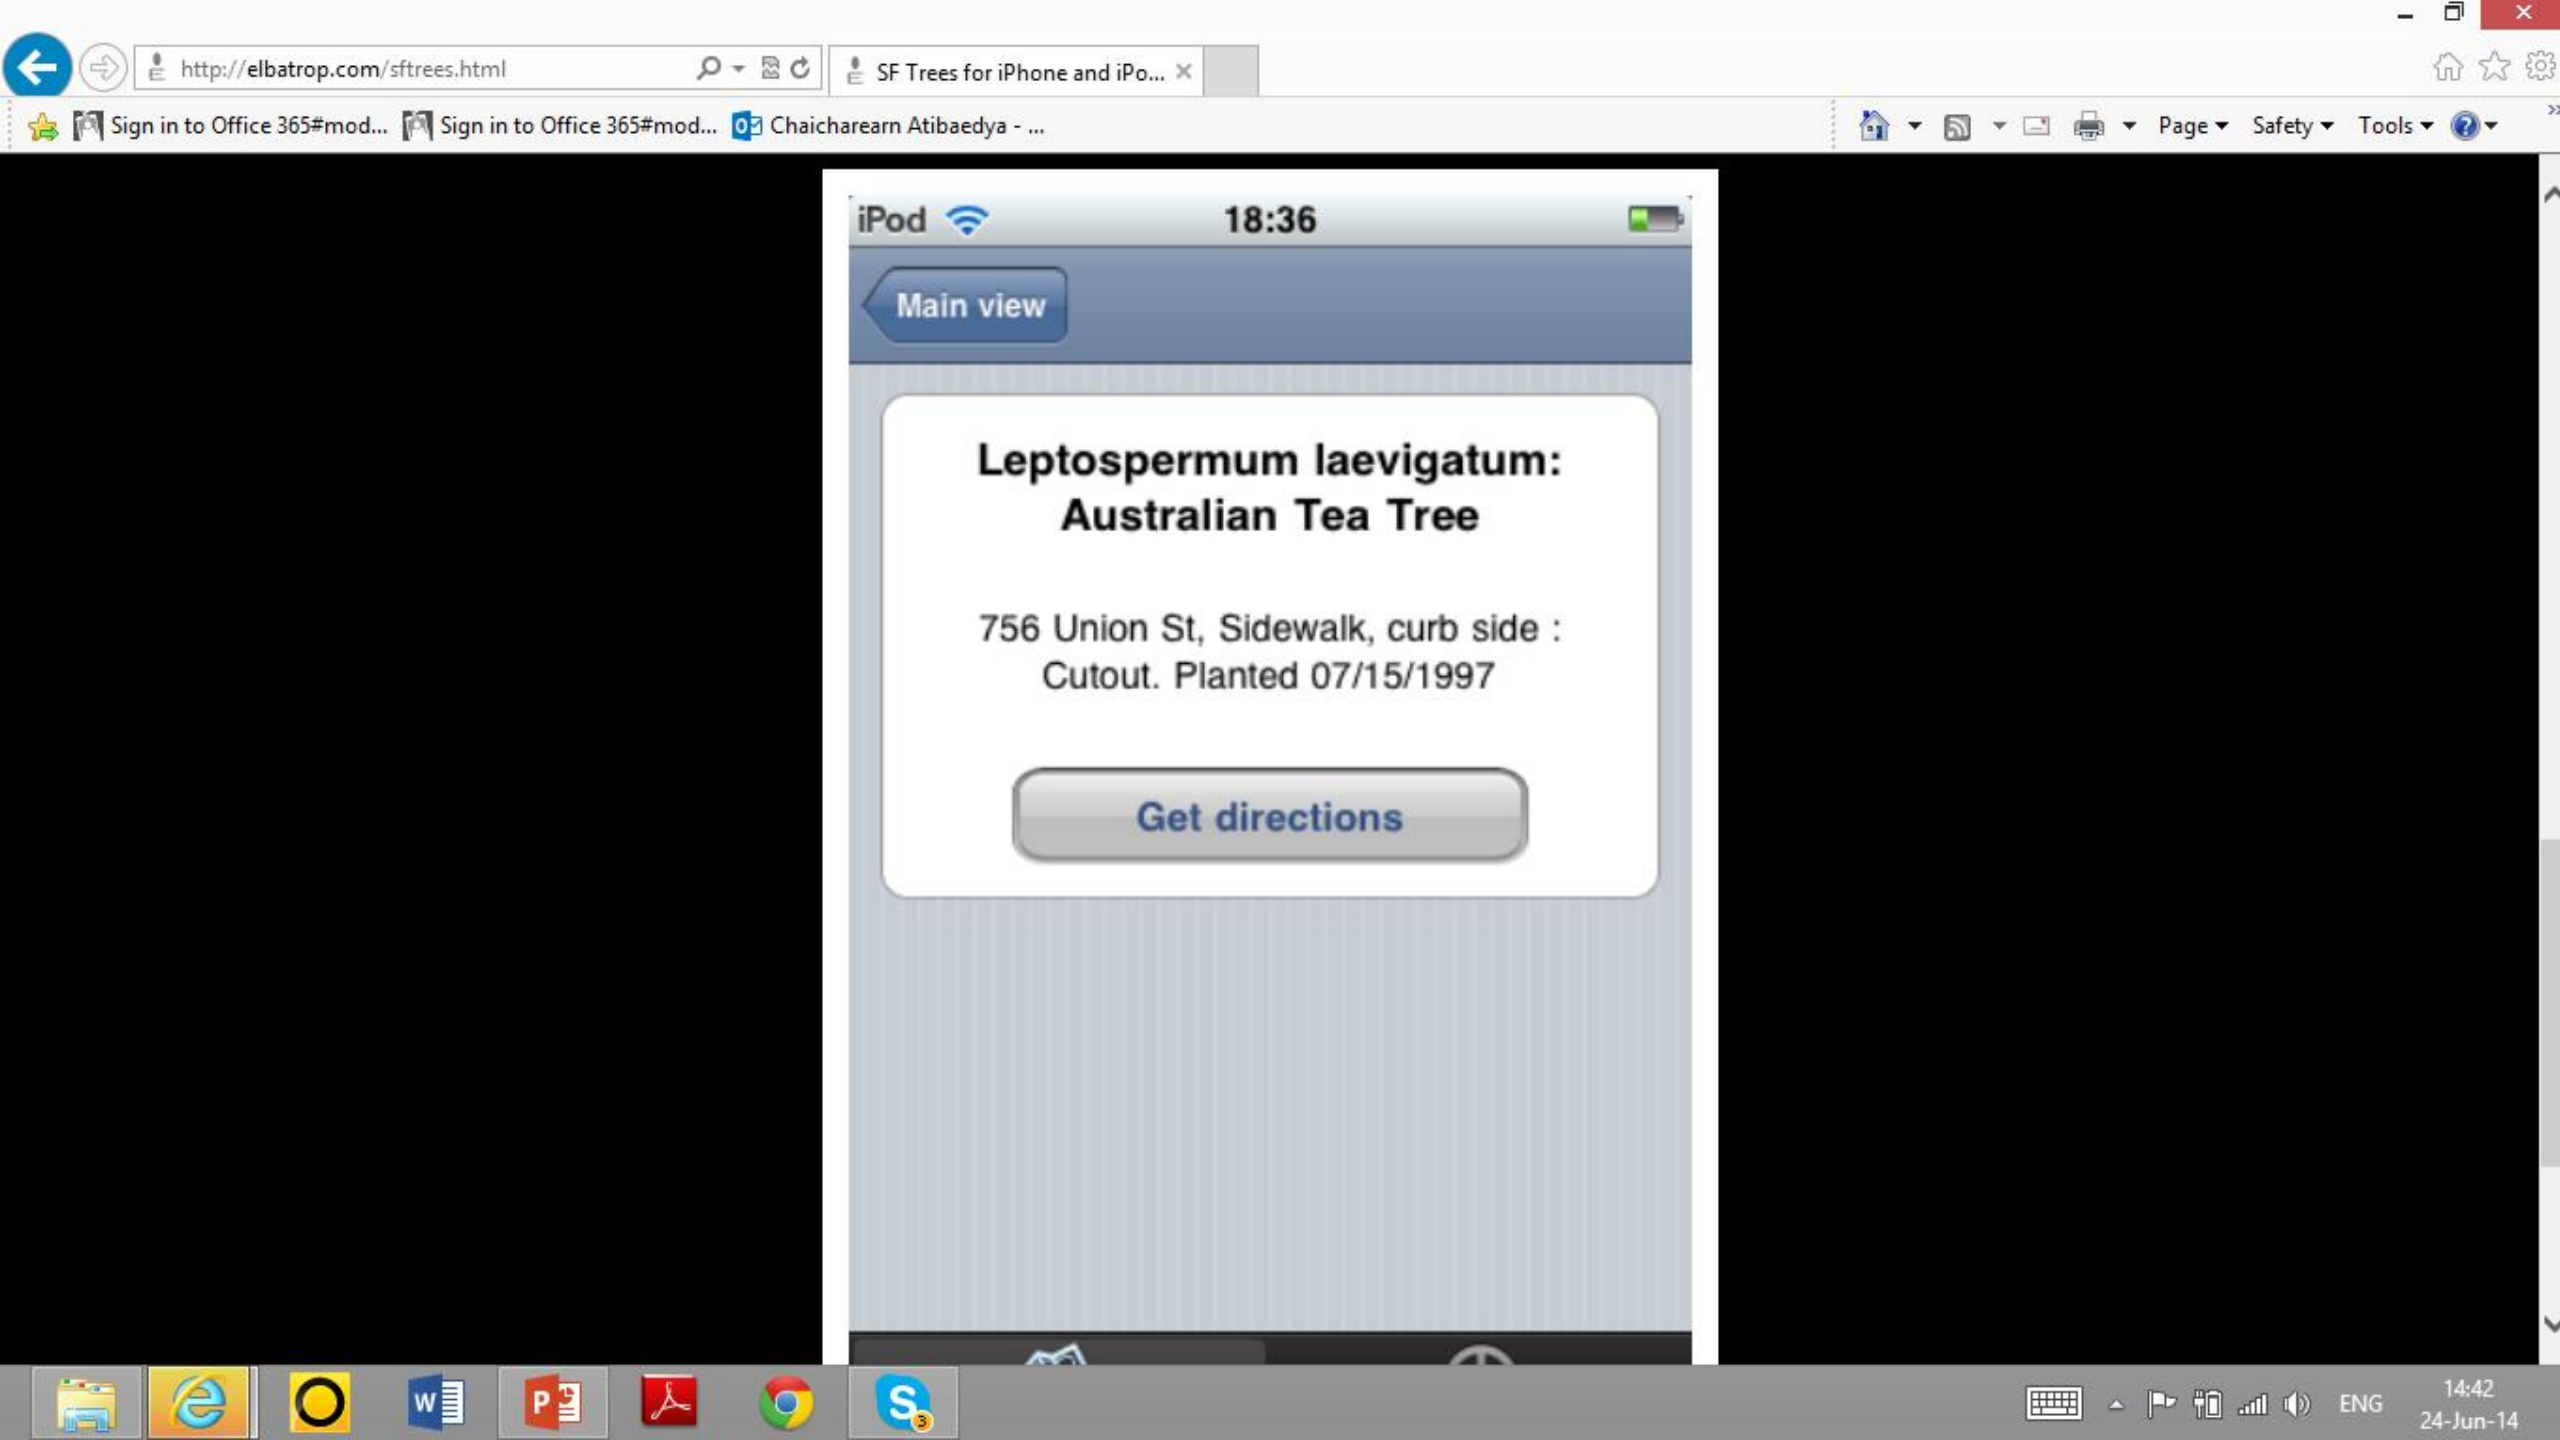 http://elbatrop.com/sftrees.html
SF Trees for iPhone and iPo...
Sign in to Office 365#mod...
Sign in to Office 365#mod...
Chaicharearn Atibaedya - ...
Page
Safety
Tools
iPod
18:36
Main view
Leptospermum laevigatum:
Australian Tea Tree
756 Union St, Sidewalk, curb side :
Cutout. Planted 07/15/1997
Get directions
3
ENG
14:42
24-Jun-14